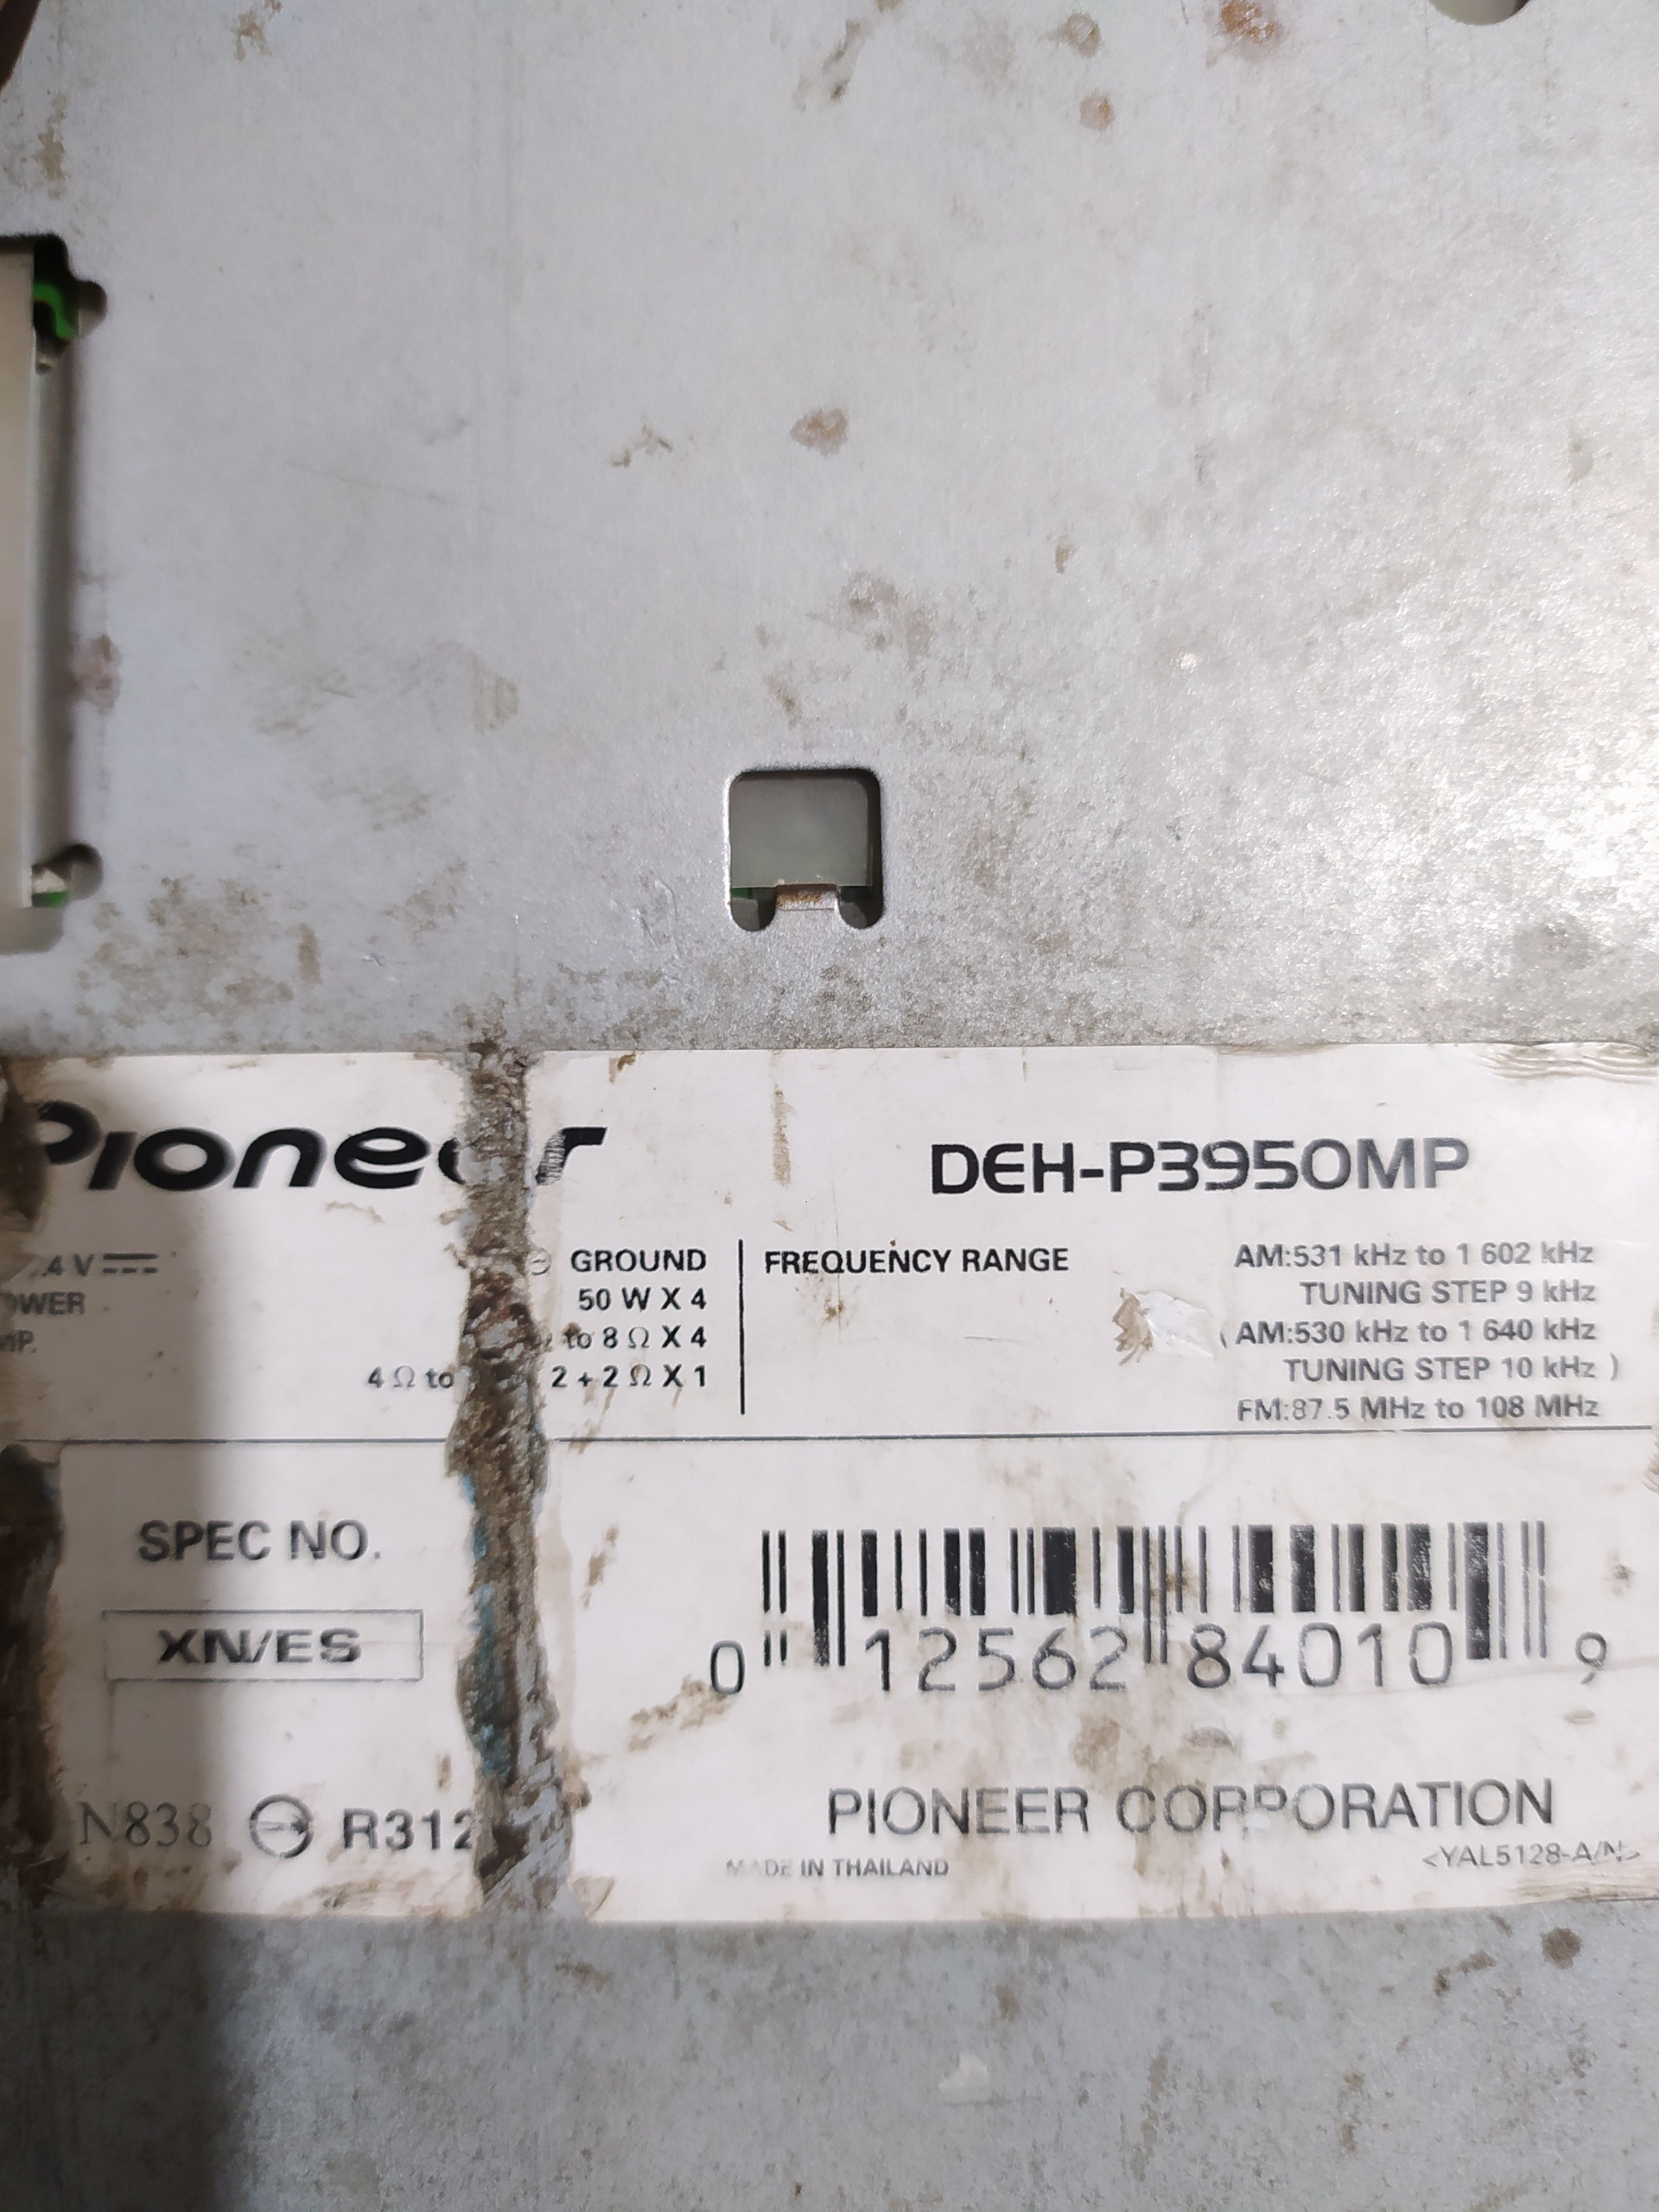 Pioneer
DEH-P3950MP
.4 V
GROUND
50 W X 4
to 8 Ω X 4
4 Ω to 2 + 2 Ω X 1
FREQUENCY RANGE
AM:531 kHz to 1 602 kHz
TUNING STEP 9 kHz
( AM:530 kHz to 1 640 kHz
TUNING STEP 10 kHz )
FM:87.5 MHz to 108 MHz
SPEC NO.
XN/ES
0 12562 84010 9
N838 R312
PIONEER CORPORATION
MADE IN THAILAND
<YAL5128-A/N>